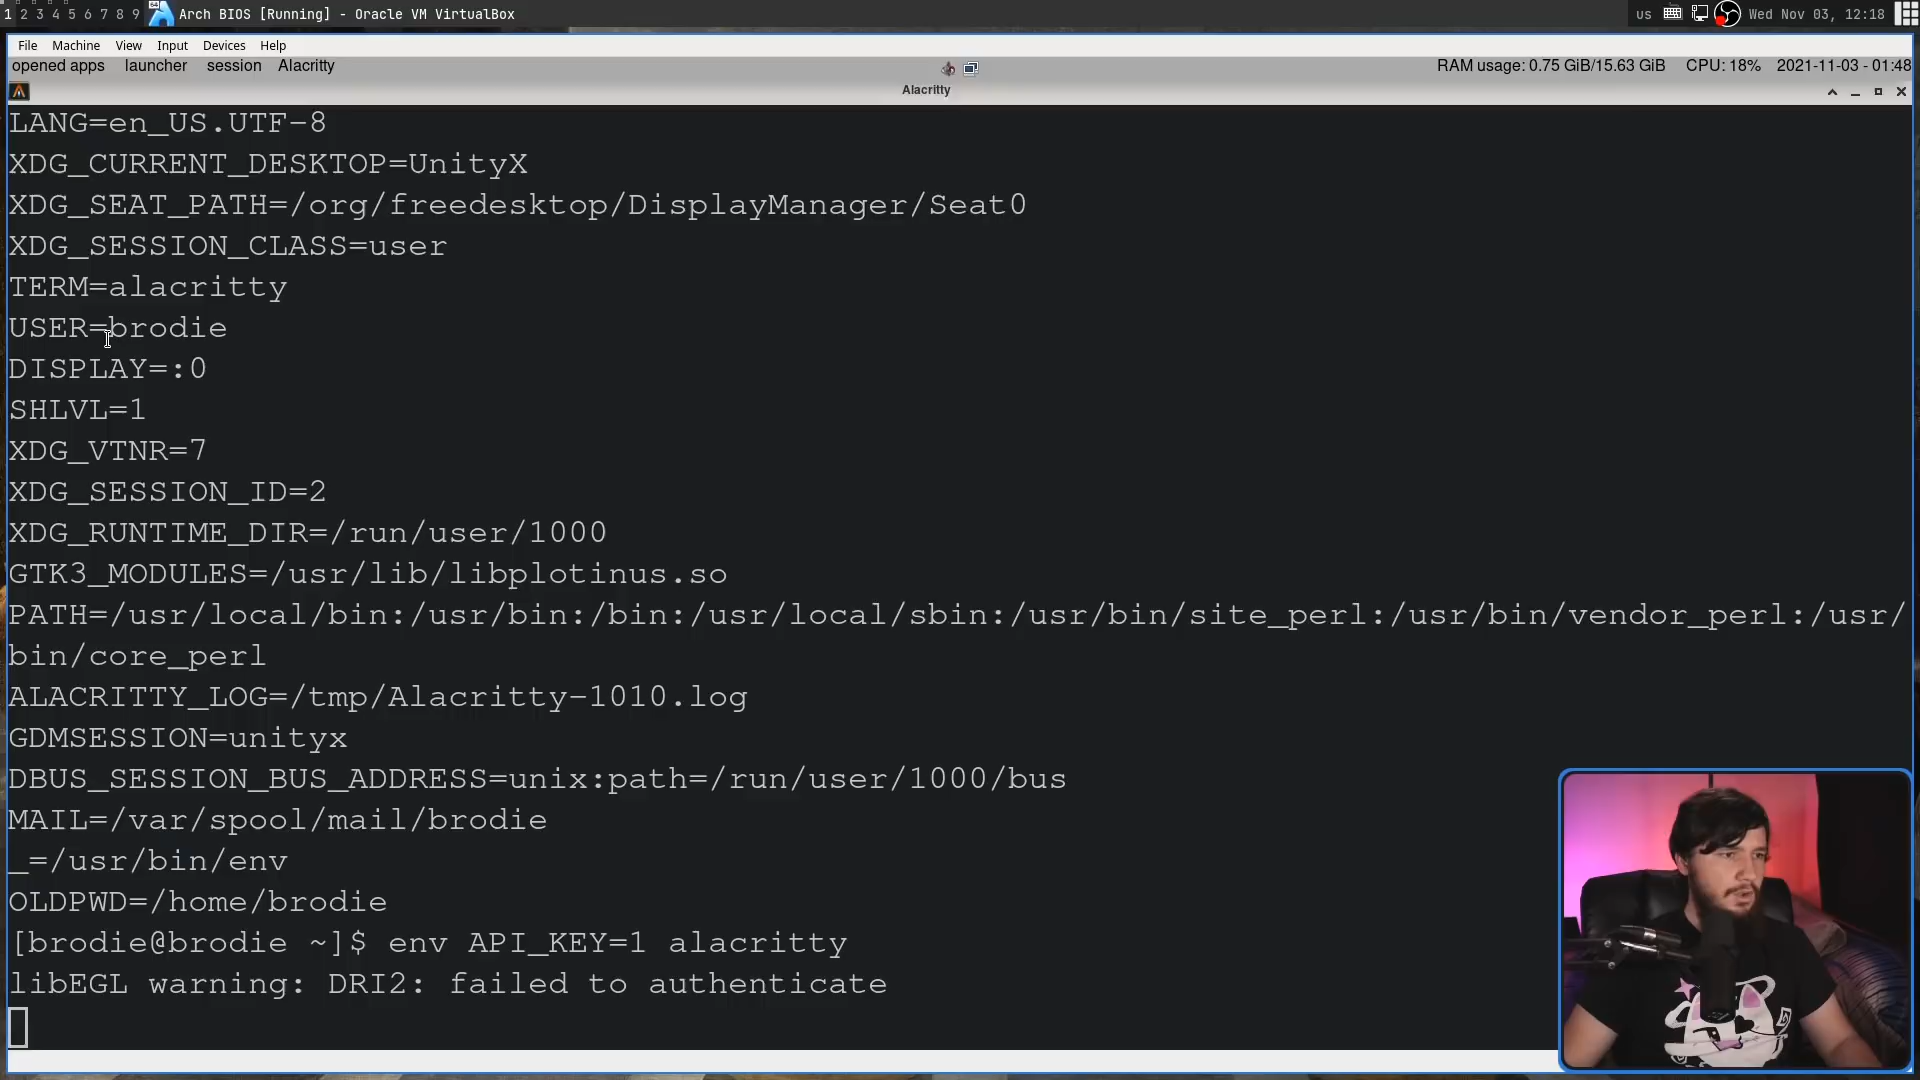 1 2 3 4 5 6 7 8 9 Arch BIOS [Running] - Oracle VM VirtualBox us Wed Nov 03, 12:18
File Machine View Input Devices Help
opened apps launcher session Alacritty RAM usage: 0.75 GiB/15.63 GiB CPU: 18% 2021-11-03 - 01:48
Alacritty
LANG=en_US.UTF-8
XDG_CURRENT_DESKTOP=UnityX
XDG_SEAT_PATH=/org/freedesktop/DisplayManager/Seat0
XDG_SESSION_CLASS=user
TERM=alacritty
USER=brodie
DISPLAY=:0
SHLVL=1
XDG_VTNR=7
XDG_SESSION_ID=2
XDG_RUNTIME_DIR=/run/user/1000
GTK3_MODULES=/usr/lib/libplotinus.so
PATH=/usr/local/bin:/usr/bin:/bin:/usr/local/sbin:/usr/bin/site_perl:/usr/bin/vendor_perl:/usr/
bin/core_perl
ALACRITTY_LOG=/tmp/Alacritty-1010.log
GDMSESSION=unityx
DBUS_SESSION_BUS_ADDRESS=unix:path=/run/user/1000/bus
MAIL=/var/spool/mail/brodie
_=/usr/bin/env
OLDPWD=/home/brodie
[brodie@brodie ~]$ env API_KEY=1 alacritty
libEGL warning: DRI2: failed to authenticate